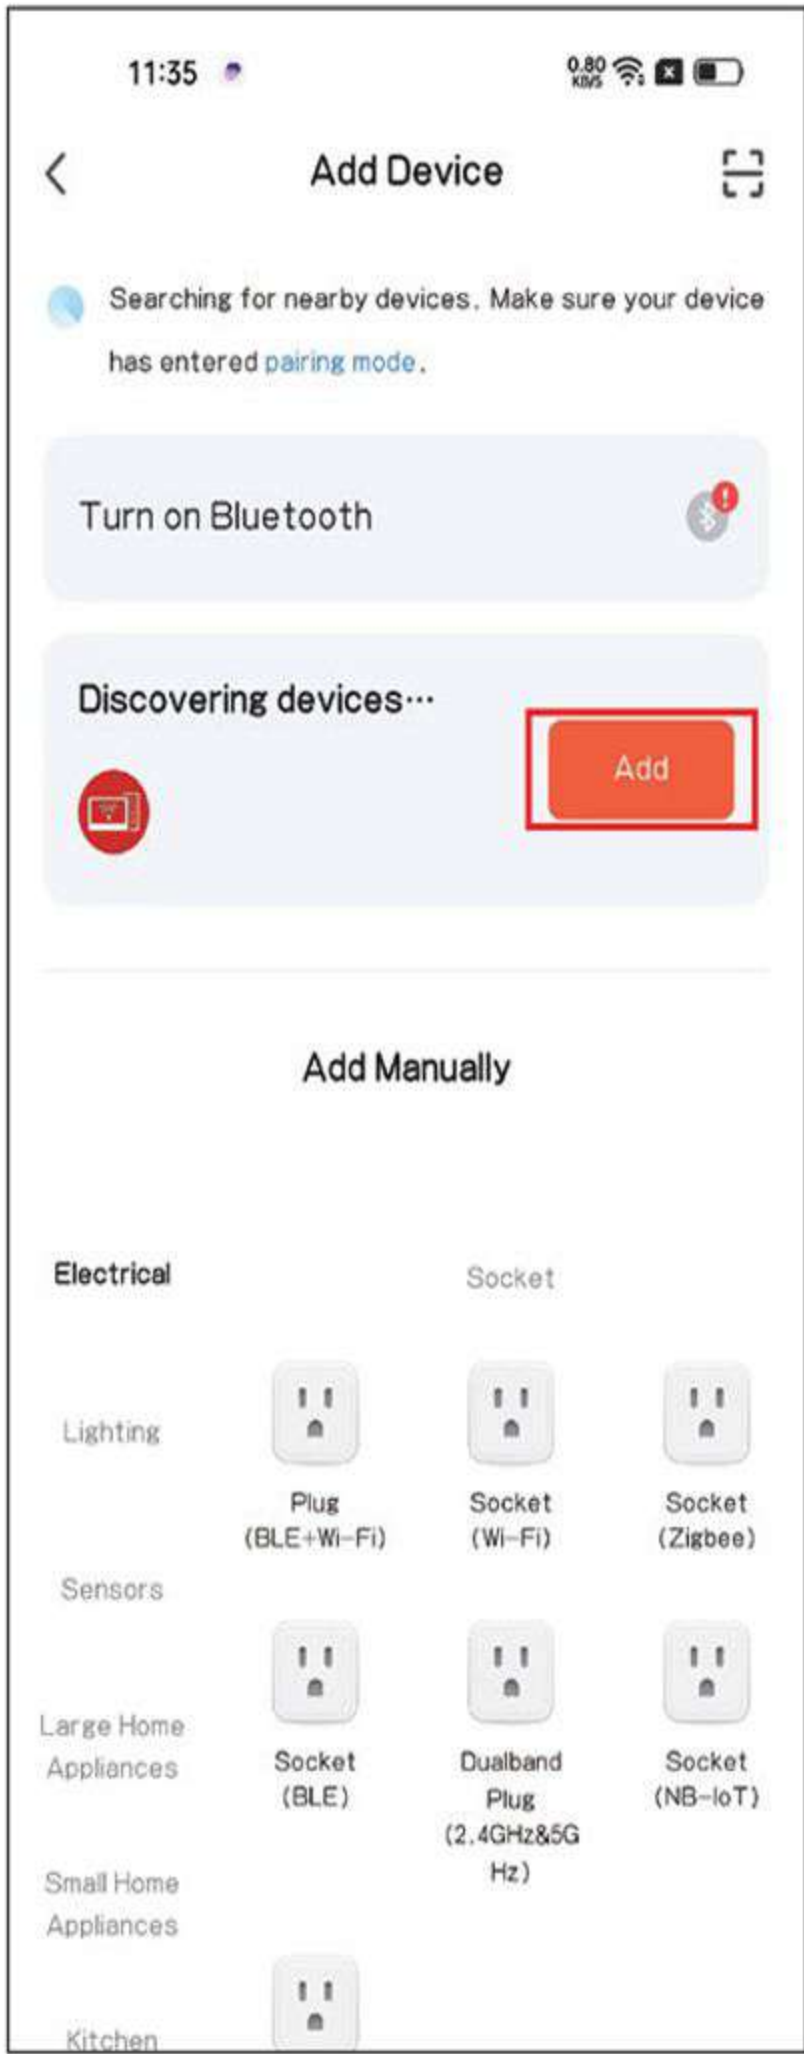 11:35
0.80
KB/S
Add Device
Searching for nearby devices. Make sure your device
has entered pairing mode.
Turn on Bluetooth
Discovering devices···
Add
Add Manually
Electrical
Socket
Lighting
Plug
(BLE+Wi-Fi)
Socket
(Wi-Fi)
Socket
(Zigbee)
Sensors
Large Home
Appliances
Socket
(BLE)
Dualband
Plug
(2.4GHz&5G
Hz)
Socket
(NB-IoT)
Small Home
Appliances
Kitchen